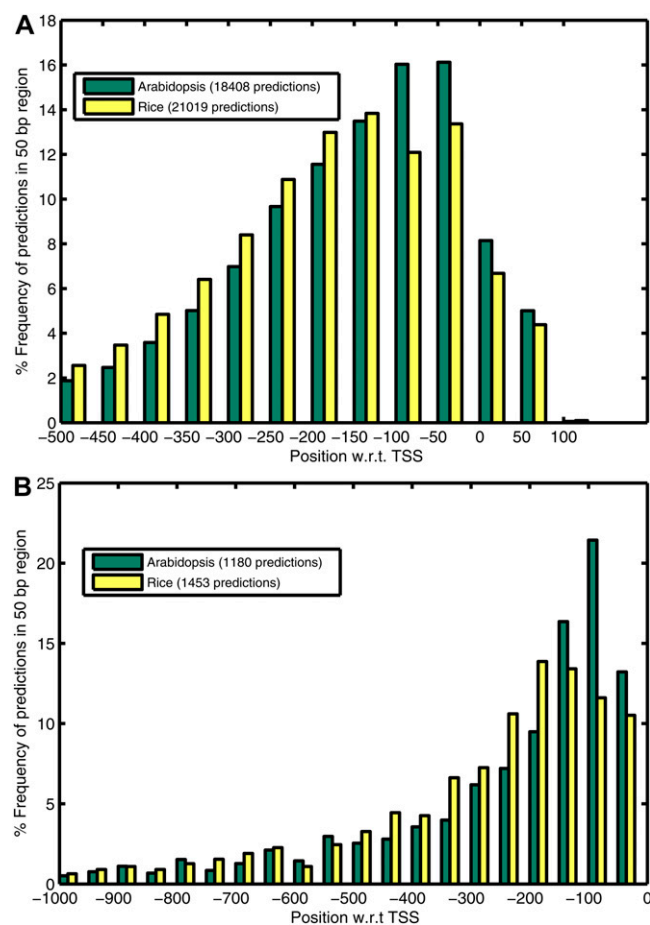 A
% Frequency of predictions in 50 bp region
16
18
14
12
10
8
6
4
2
0
Arabidopsis (18408 predictions)
Rice (21019 predictions)
−500 −450 −400 −350 −300 −250 −200 −150 −100 −50 0 50 100
Position w.r.t. TSS
B
% Frequency of predictions in 50 bp region
25
20
15
10
5
0
Arabidopsis (1180 predictions)
Rice (1453 predictions)
−1000 −900 −800 −700 −600 −500 −400 −300 −200 −100 0
Position w.r.t TSS